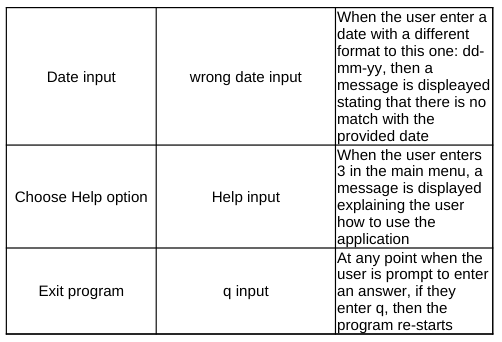 Date input
wrong date input
When the user enter a
date with a different
format to this one: dd-
mm-yy, then a
message is displeayed
stating that there is no
match with the
provided date
Choose Help option
Help input
When the user enters
3 in the main menu, a
message is displayed
explaining the user
how to use the
application
Exit program
q input
At any point when the
user is prompt to enter
an answer, if they
enter q, then the
program re-starts